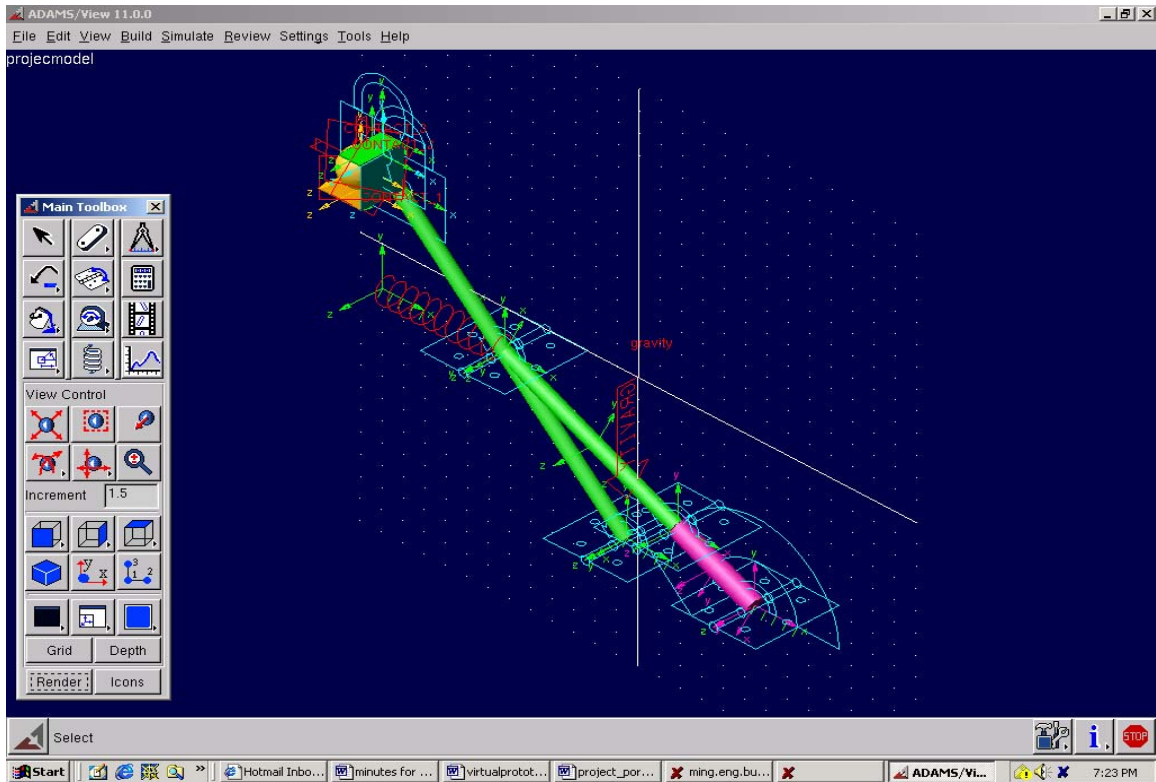 ADAMS/View 11.0.0
File Edit View Build Simulate Review Settings Tools Help
projecmodel
CONTACT_1
gravity
GRAVITY
Main Toolbox
View Control
Increment 1.5
Grid Depth
Render Icons
Select
STOP
Start Hotmail Inbo... minutes for ... virtualprotot... project_por... ming.eng.bu... ADAMS/Vi... 7:23 PM